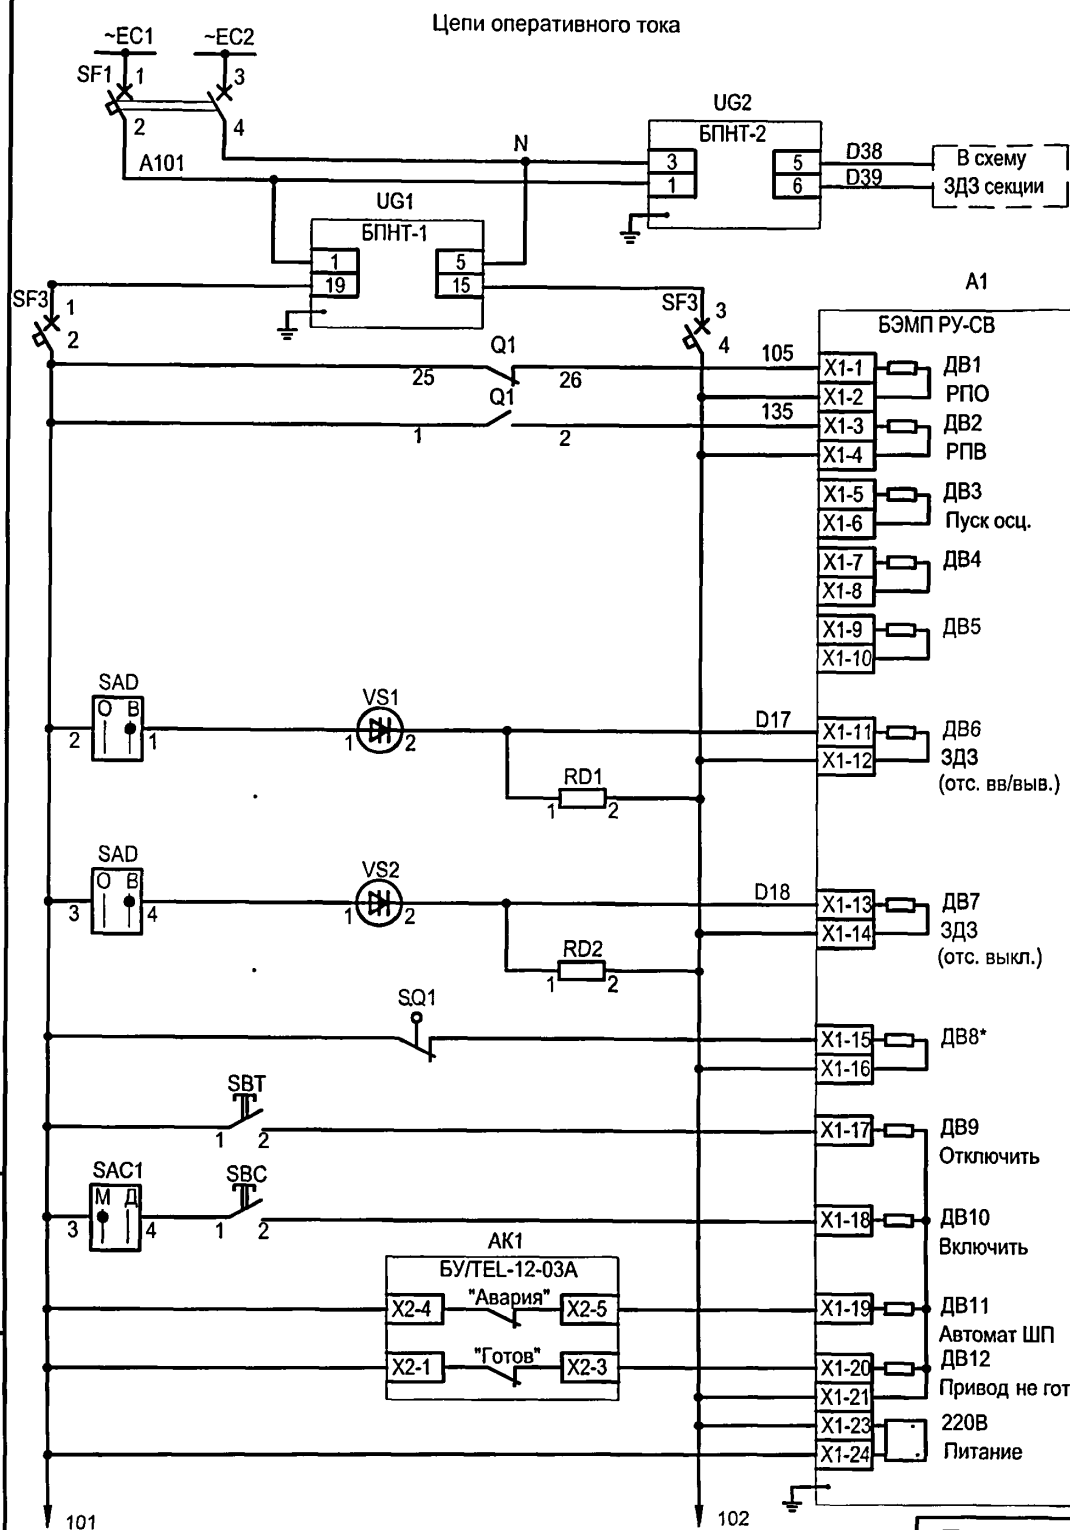 Цепи оперативного тока
~ЕС1 ~ЕС2
SF1 1 3
2 4
А101
N
UG2
БПНТ-2
3 5 D38
1 6 D39
В схему
ЗДЗ секции
UG1
БПНТ-1
1 5
19 15
SF3 1
2
SF3 3
4
А1
БЭМП РУ-СВ
Q1
25 26 105
X1-1 ДВ1
X1-2 РПО
Q1
1 2 135
X1-3 ДВ2
X1-4 РПВ
X1-5 ДВ3
X1-6 Пуск осц.
X1-7 ДВ4
X1-8
X1-9 ДВ5
X1-10
SAD
О В
2 1
VS1
1 2
D17
X1-11 ДВ6
X1-12 ЗДЗ
(отс. вв/выв.)
RD1
1 2
SAD
О В
3 4
VS2
1 2
D18
X1-13 ДВ7
X1-14 ЗДЗ
(отс. выкл.)
RD2
1 2
SQ1
X1-15 ДВ8*
X1-16
SBT
1 2
X1-17 ДВ9
Отключить
SAC1
М Д
3 4
SBC
1 2
X1-18 ДВ10
Включить
АК1
БУ/TEL-12-03А
X2-4 "Авария" X2-5
X1-19 ДВ11
Автомат ШП
X2-1 "Готов" X2-3
X1-20 ДВ12
X1-21 Привод не гот
X1-23 220В
X1-24 Питание
101
102